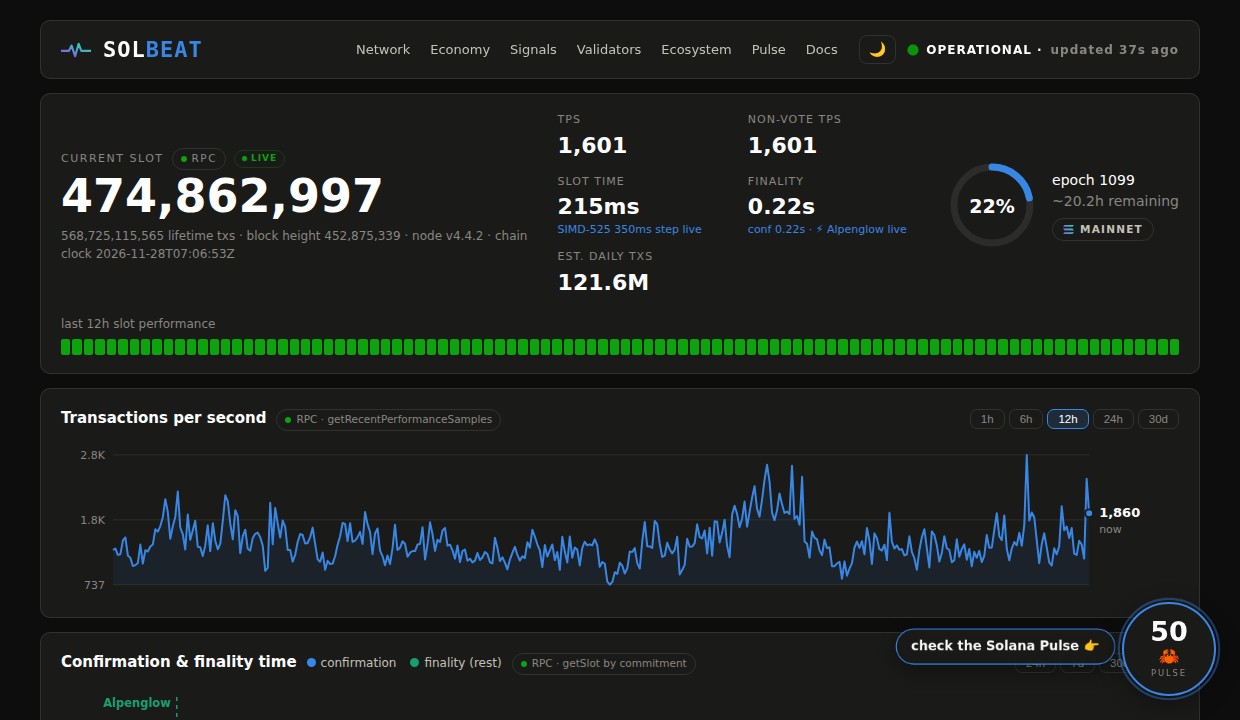 SOLBEAT
Network Economy Signals Validators Ecosystem Pulse Docs
OPERATIONAL · updated 37s ago
CURRENT SLOT RPC LIVE
474,862,997
568,725,115,565 lifetime txs · block height 452,875,339 · node v4.4.2 · chain
clock 2026-11-28T07:06:53Z
TPS
1,601
NON-VOTE TPS
1,601
SLOT TIME
215ms
SIMD-525 350ms step live
FINALITY
0.22s
conf 0.22s · ⚡ Alpenglow live
EST. DAILY TXS
121.6M
22%
epoch 1099
~20.2h remaining
MAINNET
last 12h slot performance
Transactions per second RPC · getRecentPerformanceSamples
1h 6h 12h 24h 30d
2.8K
1.8K
737
1,860
now
Confirmation & finality time confirmation finality (rest) RPC · getSlot by commitment
Alpenglow
check the Solana Pulse 👉
50
PULSE